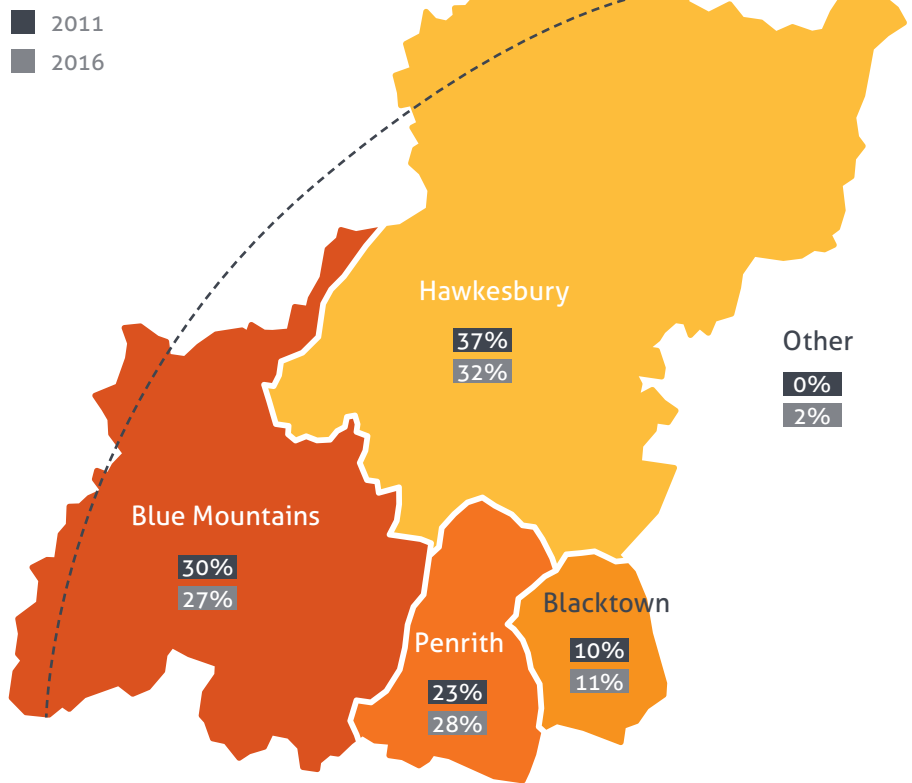 2011
2016
Hawkesbury
37%
32%
Other
0%
2%
Blue Mountains
30%
27%
Blacktown
10%
11%
Penrith
23%
28%